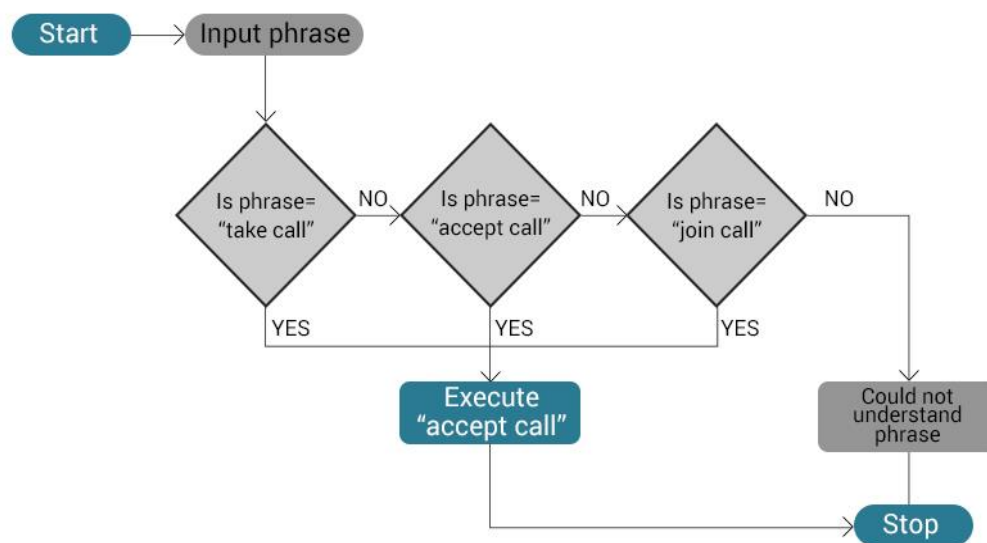 Start
Input phrase
Is phrase=
“take call”
NO
Is phrase=
“accept call”
NO
Is phrase=
“join call”
NO
YES
YES
YES
Execute
“accept call”
Could not
understand
phrase
Stop